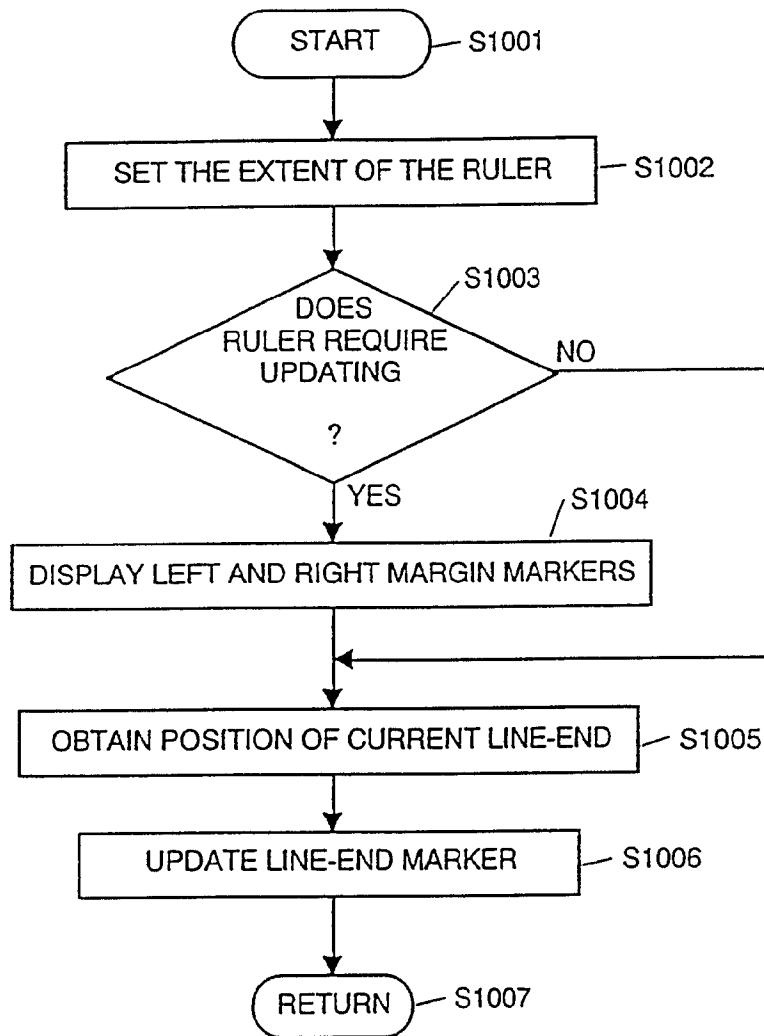 START
S1001
SET THE EXTENT OF THE RULER
S1002
S1003
DOES
RULER REQUIRE
UPDATING
?
NO
YES
S1004
DISPLAY LEFT AND RIGHT MARGIN MARKERS
OBTAIN POSITION OF CURRENT LINE-END
S1005
UPDATE LINE-END MARKER
S1006
RETURN
S1007